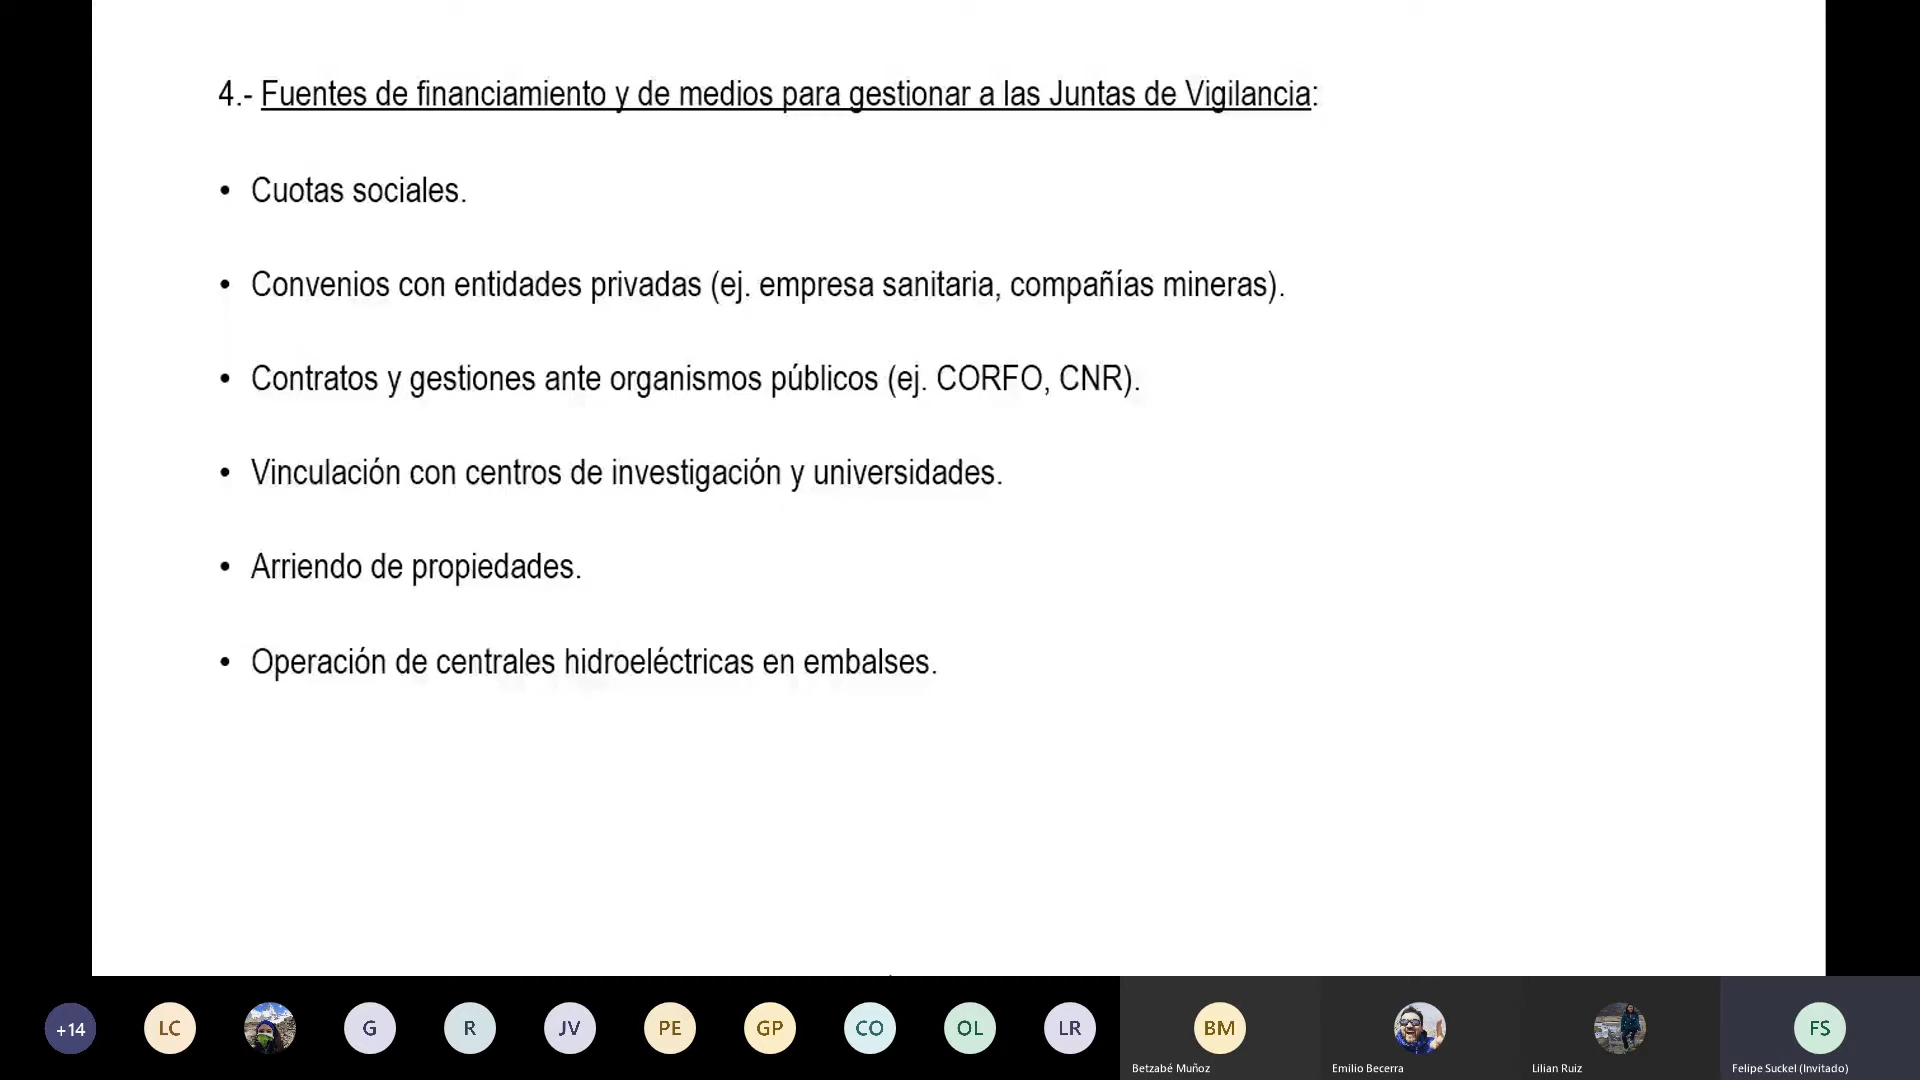 4.- Fuentes de financiamiento y de medios para gestionar a las Juntas de Vigilancia:
• Cuotas sociales.
• Convenios con entidades privadas (ej. empresa sanitaria, compañías mineras).
• Contratos y gestiones ante organismos públicos (ej. CORFO, CNR).
• Vinculación con centros de investigación y universidades.
• Arriendo de propiedades.
• Operación de centrales hidroeléctricas en embalses.
+14 LC G R JV PE GP CO OL LR BM FS
Betzabé Muñoz Emilio Becerra Lilian Ruiz Felipe Suckel (Invitado)